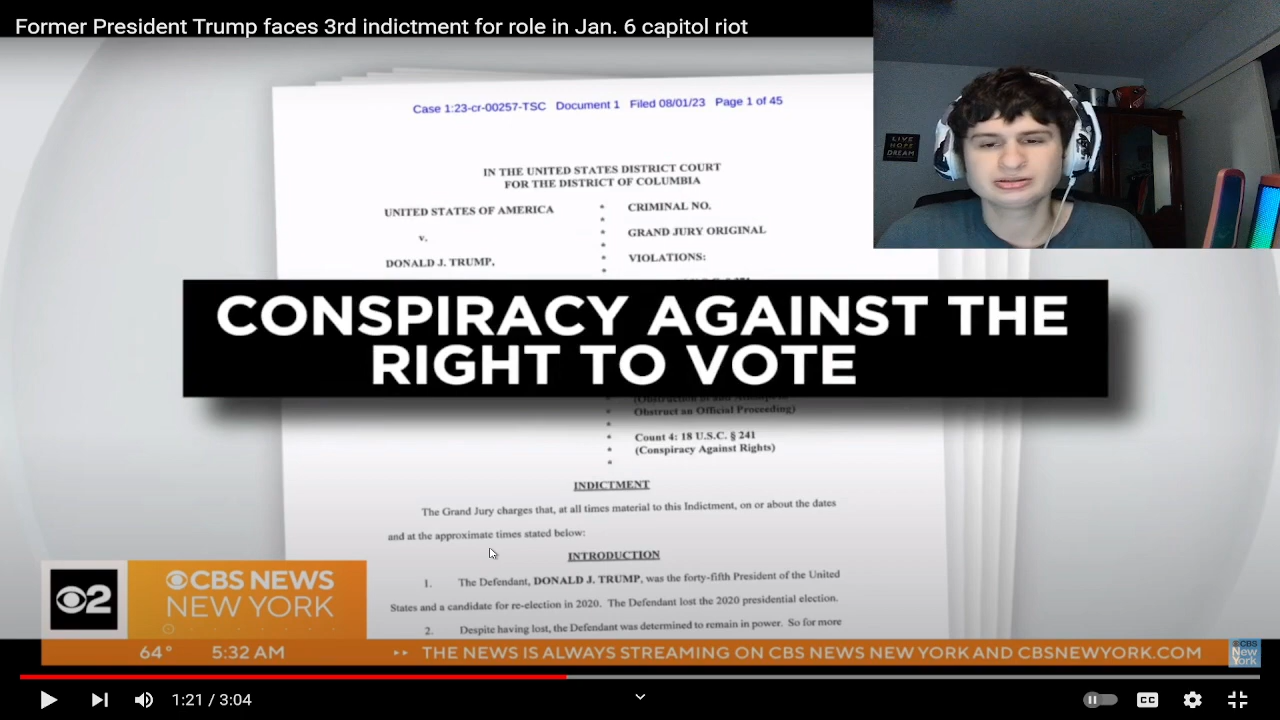 Former President Trump faces 3rd indictment for role in Jan. 6 capitol riot
Case 1:23-cr-00257-TSC Document 1 Filed 08/01/23 Page 1 of 45
LIVE
HOPE
DREAM
IN THE UNITED STATES DISTRICT COURT
FOR THE DISTRICT OF COLUMBIA
UNITED STATES OF AMERICA * CRIMINAL NO.
*
v. * GRAND JURY ORIGINAL
*
DONALD J. TRUMP, * VIOLATIONS:
*
CONSPIRACY AGAINST THE
RIGHT TO VOTE
* Obstruct an Official Proceeding)
*
* Count 4: 18 U.S.C. § 241
* (Conspiracy Against Rights)
*
INDICTMENT
The Grand Jury charges that, at all times material to this Indictment, on or about the dates
and at the approximate times stated below:
INTRODUCTION
1. The Defendant, DONALD J. TRUMP, was the forty-fifth President of the United
States and a candidate for re-election in 2020. The Defendant lost the 2020 presidential election.
2. Despite having lost, the Defendant was determined to remain in power. So for more
2
CBS NEWS
NEW YORK
64° 5:32 AM THE NEWS IS ALWAYS STREAMING ON CBS NEWS NEW YORK AND CBSNEWYORK.COM
CBS
New
York
1:21 / 3:04
CC